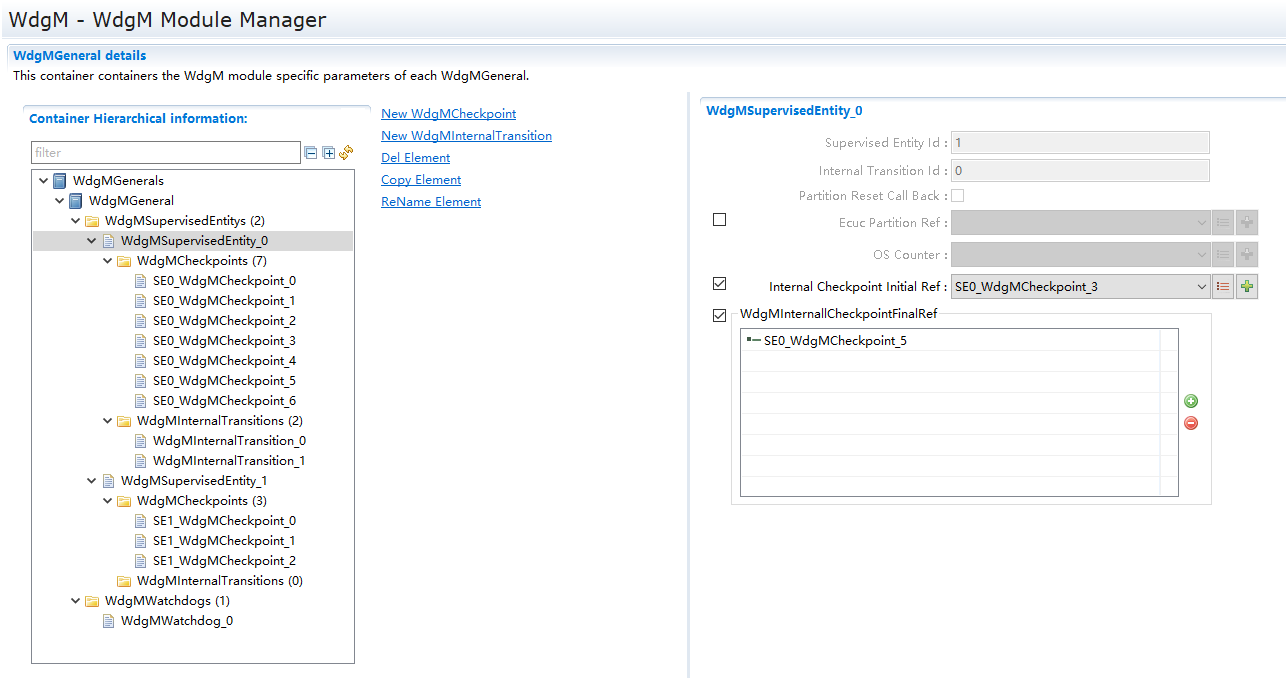 WdgM - WdgM Module Manager
WdgMGeneral details
This container containers the WdgM module specific parameters of each WdgMGeneral.
Container Hierarchical information:
filter
WdgMGenerals
WdgMGeneral
WdgMSupervisedEntitys (2)
WdgMSupervisedEntity_0
WdgMCheckpoints (7)
SE0_WdgMCheckpoint_0
SE0_WdgMCheckpoint_1
SE0_WdgMCheckpoint_2
SE0_WdgMCheckpoint_3
SE0_WdgMCheckpoint_4
SE0_WdgMCheckpoint_5
SE0_WdgMCheckpoint_6
WdgMInternalTransitions (2)
WdgMInternalTransition_0
WdgMInternalTransition_1
WdgMSupervisedEntity_1
WdgMCheckpoints (3)
SE1_WdgMCheckpoint_0
SE1_WdgMCheckpoint_1
SE1_WdgMCheckpoint_2
WdgMInternalTransitions (0)
WdgMWatchdogs (1)
WdgMWatchdog_0
New WdgMCheckpoint
New WdgMInternalTransition
Del Element
Copy Element
ReName Element
WdgMSupervisedEntity_0
Supervised Entity Id : 1
Internal Transition Id : 0
Partition Reset Call Back :
Ecuc Partition Ref :
OS Counter :
Internal Checkpoint Initial Ref : SE0_WdgMCheckpoint_3
WdgMInternallCheckpointFinalRef
SE0_WdgMCheckpoint_5